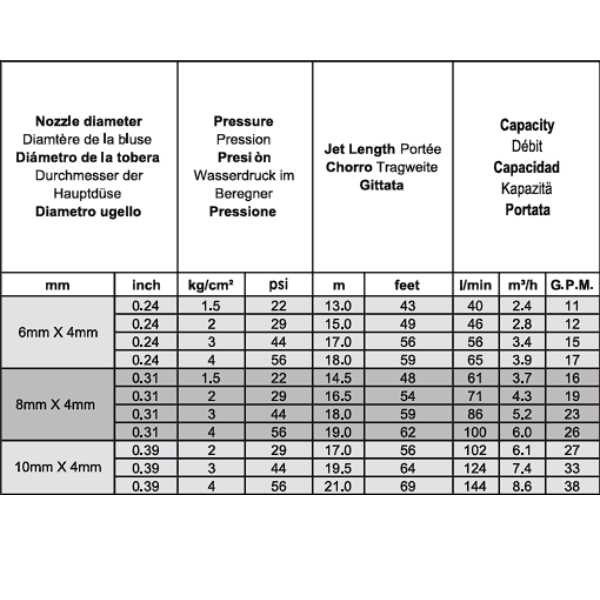 Nozzle diameter
Diamtère de la bluse
Diámetro de la tobera
Durchmesser der
Hauptdüse
Diametro ugello
Pressure
Pression
Presi òn
Wasserdruck im
Beregner
Pressione
Jet Length Portée
Chorro Tragweite
Gittata
Capacity
Débit
Capacidad
Kapazitä
Portata
mm inch kg/cm² psi m feet l/min m³/h G.P.M.
6mm X 4mm
0.24 1.5 22 13.0 43 40 2.4 11
0.24 2 29 15.0 49 46 2.8 12
0.24 3 44 17.0 56 56 3.4 15
0.24 4 56 18.0 59 65 3.9 17
8mm X 4mm
0.31 1.5 22 14.5 48 61 3.7 16
0.31 2 29 16.5 54 71 4.3 19
0.31 3 44 18.0 59 86 5.2 23
0.31 4 56 19.0 62 100 6.0 26
10mm X 4mm
0.39 2 29 17.0 56 102 6.1 27
0.39 3 44 19.5 64 124 7.4 33
0.39 4 56 21.0 69 144 8.6 38